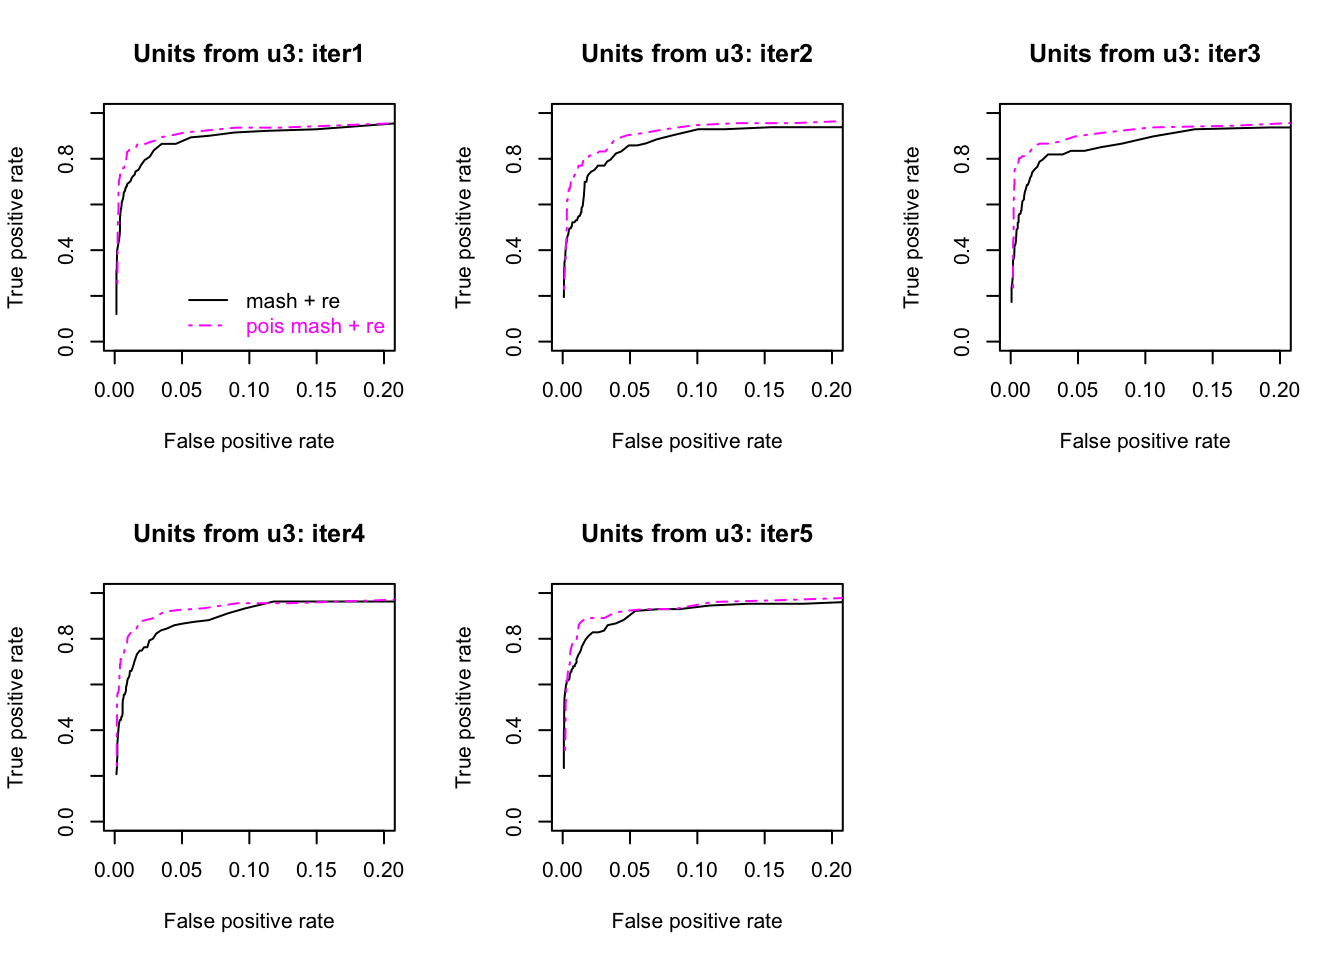 Units from u3: iter1
True positive rate
0.8
0.4
0.0
mash + re
pois mash + re
0.00 0.05 0.10 0.15 0.20
False positive rate
Units from u3: iter2
True positive rate
0.8
0.4
0.0
0.00 0.05 0.10 0.15 0.20
False positive rate
Units from u3: iter3
True positive rate
0.8
0.4
0.0
0.00 0.05 0.10 0.15 0.20
False positive rate
Units from u3: iter4
True positive rate
0.8
0.4
0.0
0.00 0.05 0.10 0.15 0.20
False positive rate
Units from u3: iter5
True positive rate
0.8
0.4
0.0
0.00 0.05 0.10 0.15 0.20
False positive rate